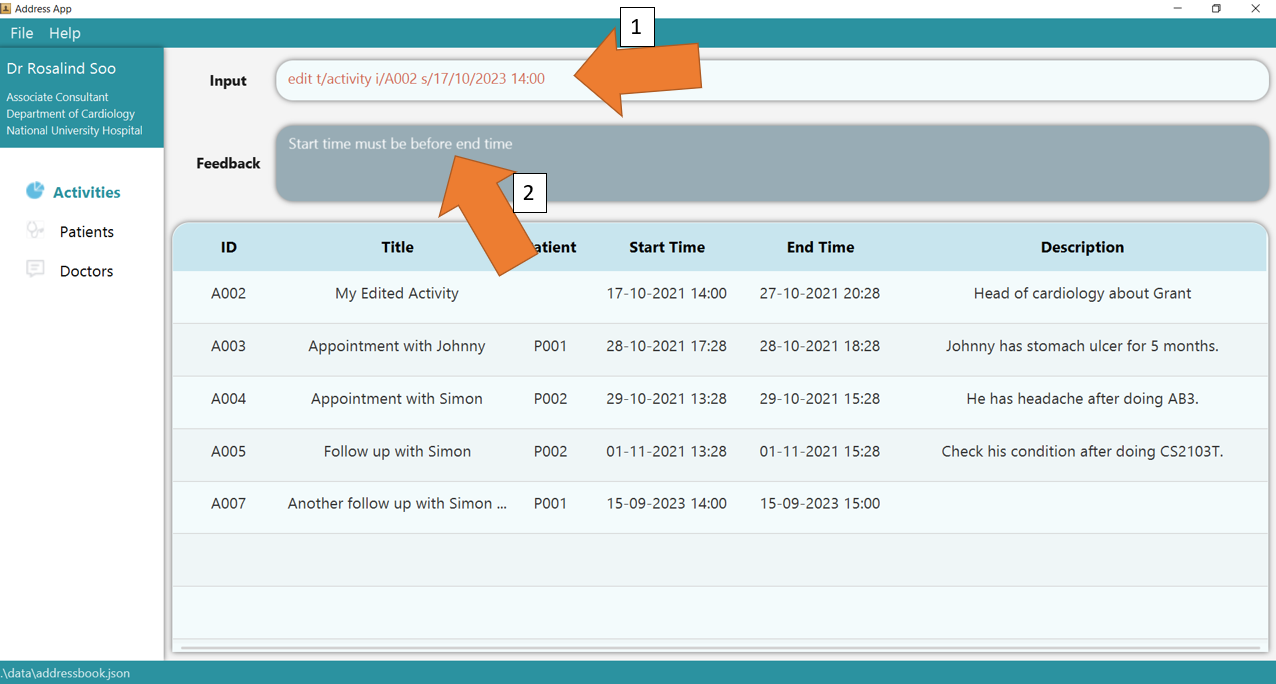 Address App
File Help
Dr Rosalind Soo
Associate Consultant
Department of Cardiology
National University Hospital
Activities
Patients
Doctors
Input
edit t/activity i/A002 s/17/10/2023 14:00
1
Feedback
Start time must be before end time
2
ID Title atient Start Time End Time Description
A002 My Edited Activity 17-10-2021 14:00 27-10-2021 20:28 Head of cardiology about Grant
A003 Appointment with Johnny P001 28-10-2021 17:28 28-10-2021 18:28 Johnny has stomach ulcer for 5 months.
A004 Appointment with Simon P002 29-10-2021 13:28 29-10-2021 15:28 He has headache after doing AB3.
A005 Follow up with Simon P002 01-11-2021 13:28 01-11-2021 15:28 Check his condition after doing CS2103T.
A007 Another follow up with Simon ... P001 15-09-2023 14:00 15-09-2023 15:00
.\data\addressbook.json